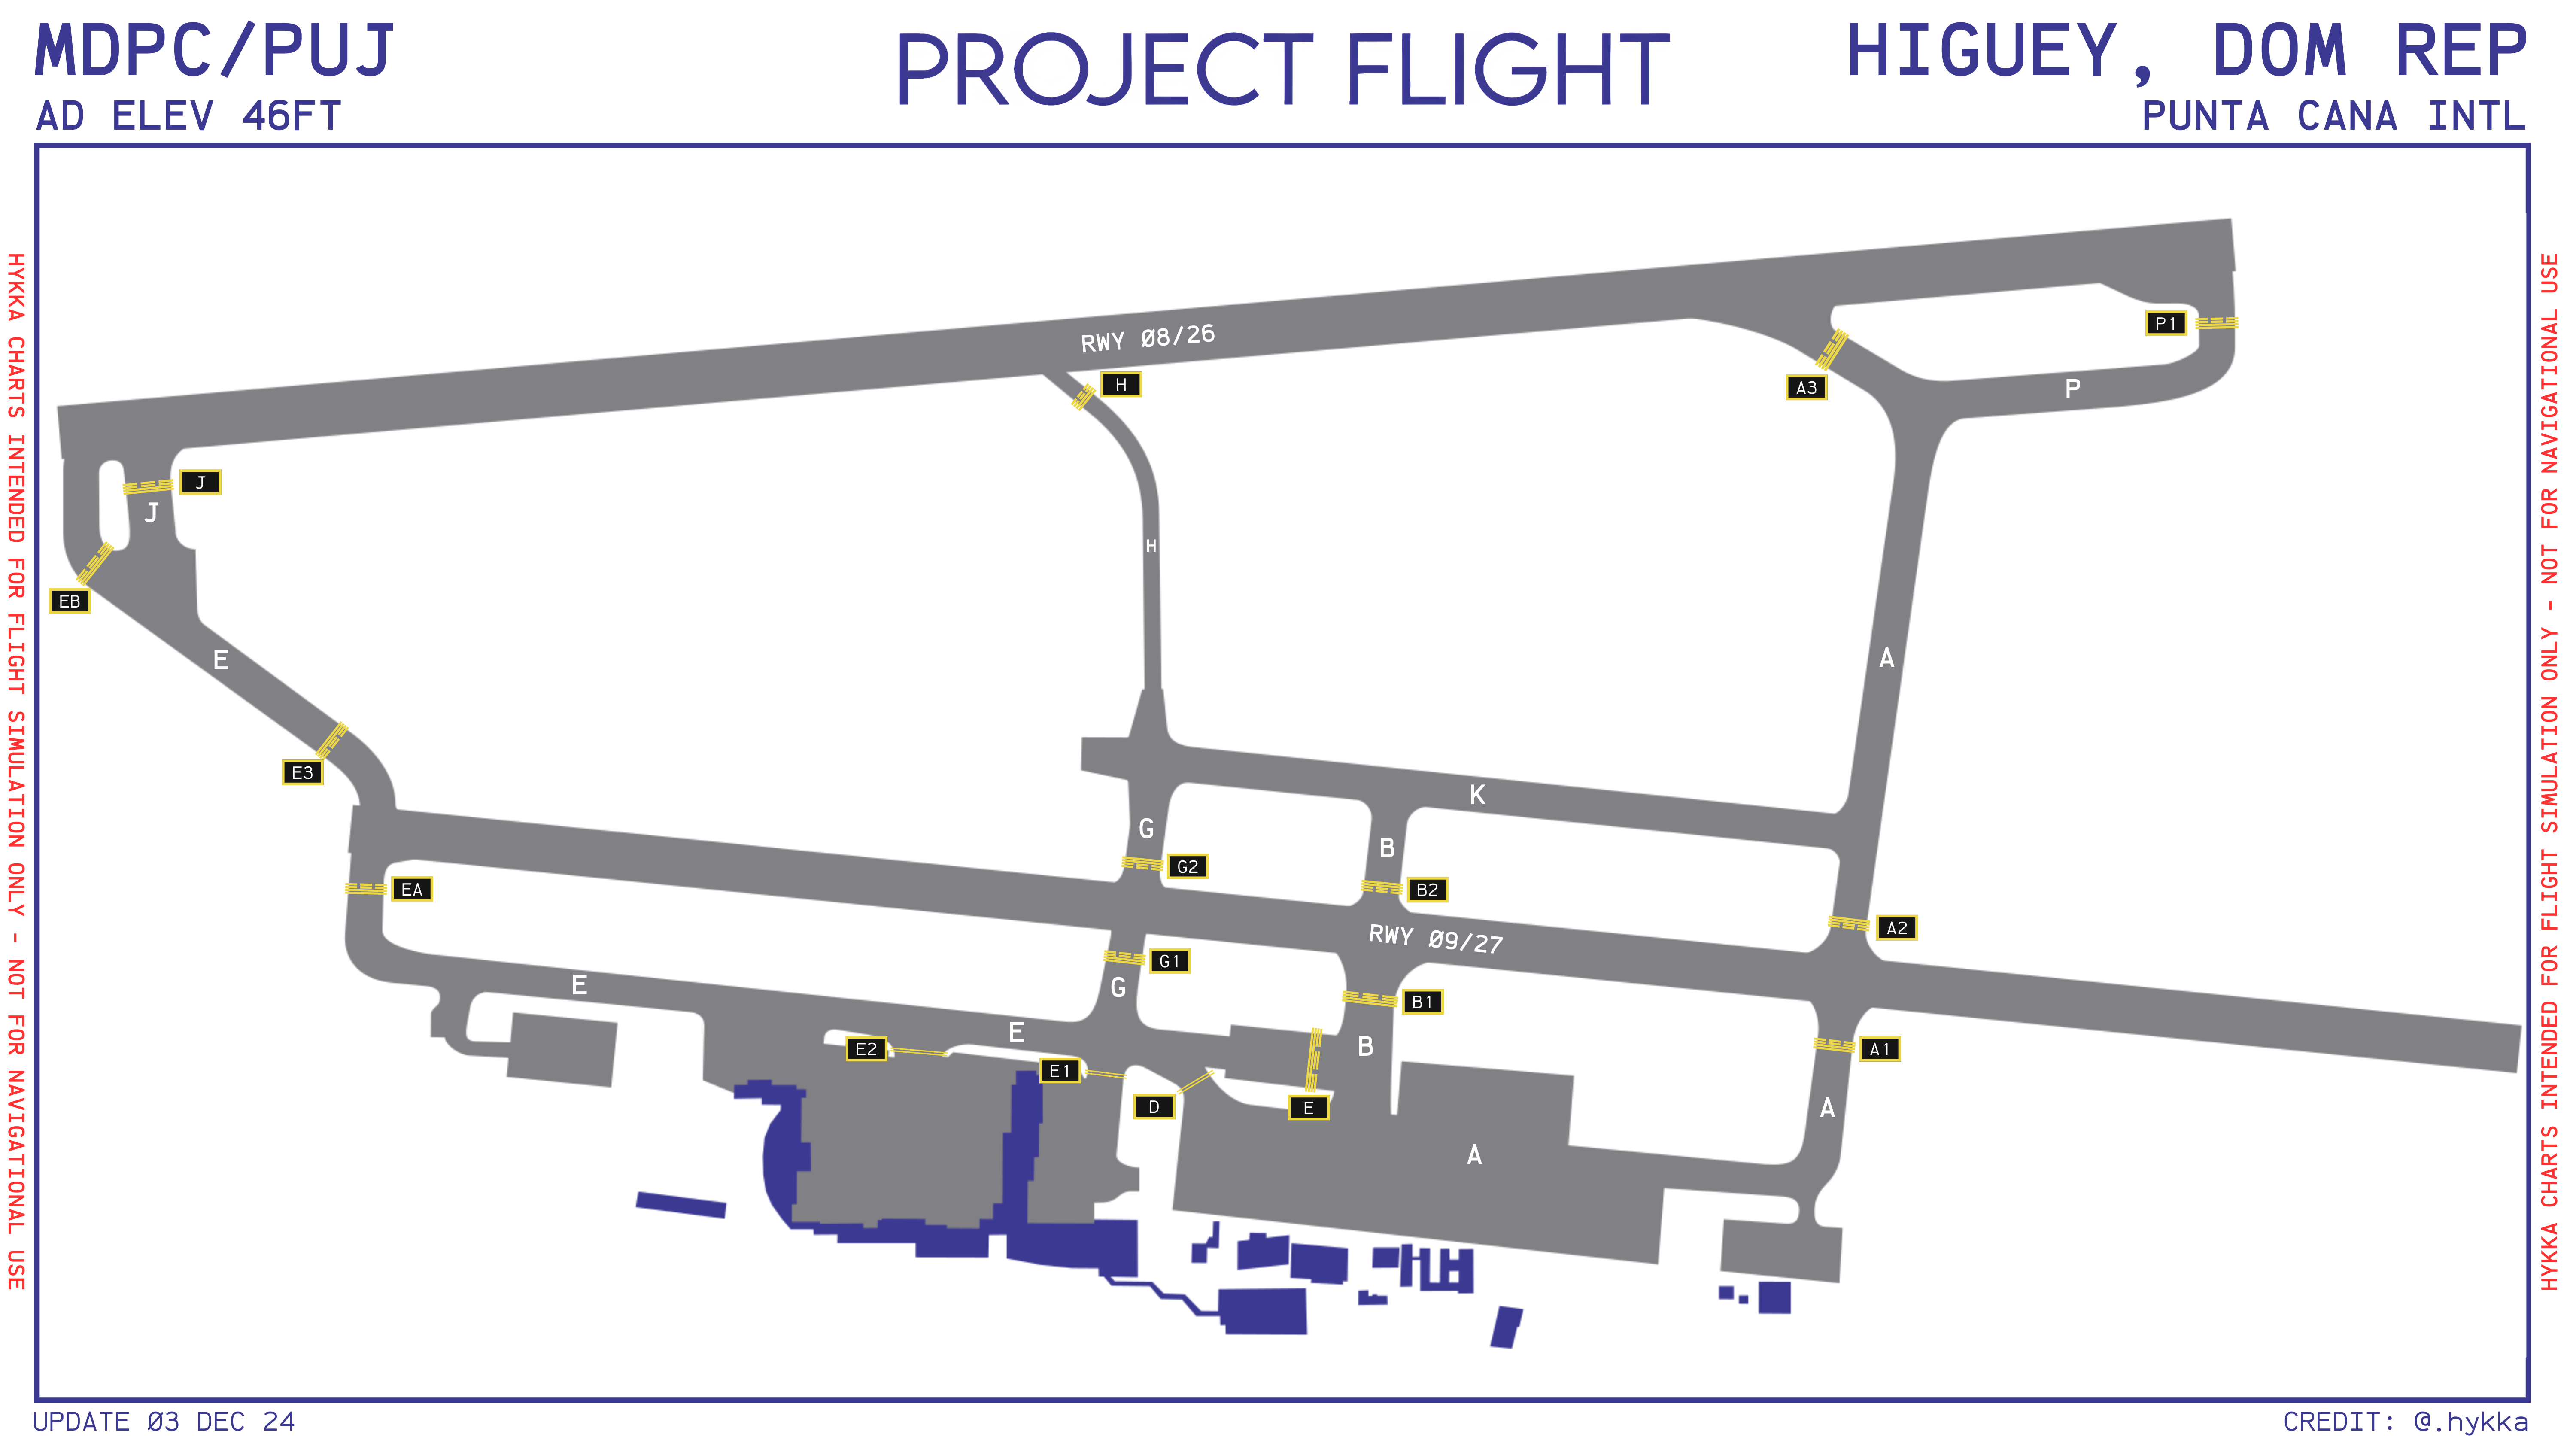 MDPC/PUJ
AD ELEV 46FT
PROJECT FLIGHT
HIGUEY, DOM REP
PUNTA CANA INTL
HYKKA CHARTS INTENDED FOR FLIGHT SIMULATION ONLY - NOT FOR NAVIGATIONAL USE
HYKKA CHARTS INTENDED FOR FLIGHT SIMULATION ONLY - NOT FOR NAVIGATIONAL USE
RWY Ø8/26
P1
H
A3
P
J
J
H
EB
E
A
E3
K
G
B
G2
EA
B2
A2
RWY Ø9/27
G1
E
G
B1
E
E2
B
A1
E1
D
E
A
A
UPDATE Ø3 DEC 24
CREDIT: @.hykka